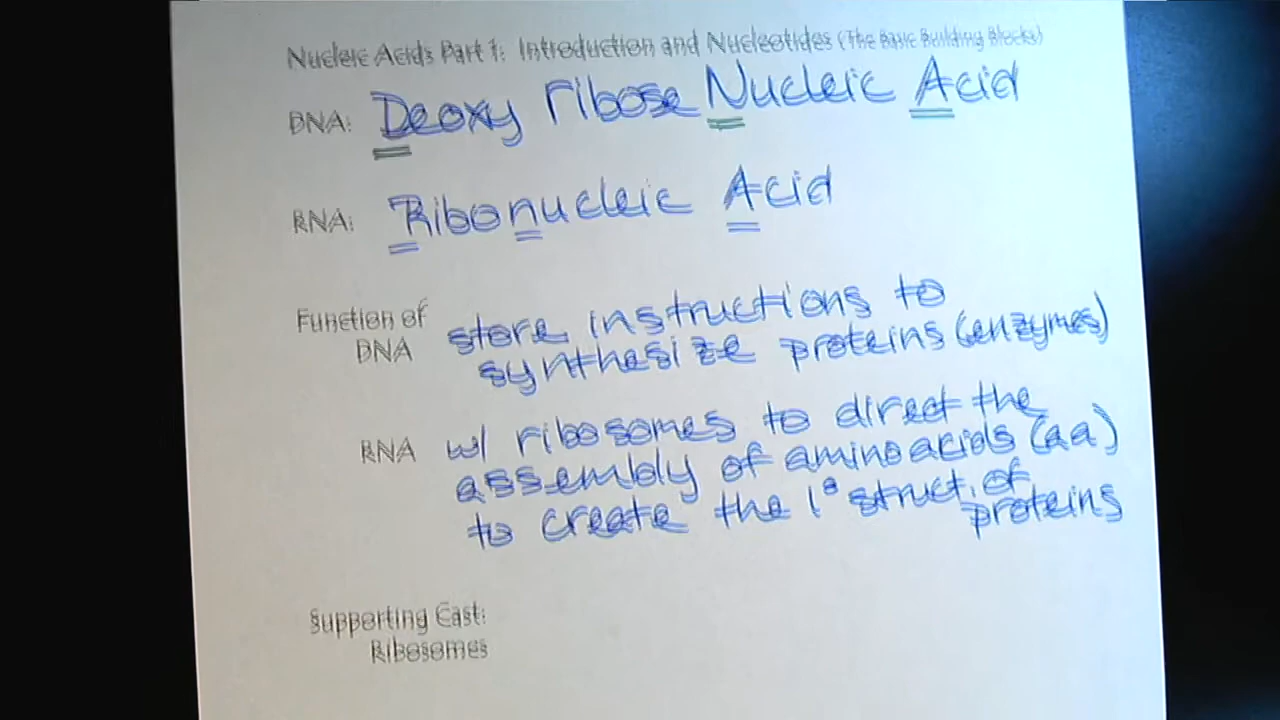 Nucleic Acids Part 1: Introduction and Nucleotides (The Basic Building Blocks)
DNA: Deoxy ribose Nucleic Acid
RNA: Ribonucleic Acid
Function of DNA store instructions to
synthesize proteins (enzymes)
RNA w/ ribosomes to direct the
assembly of amino acids (aa)
to create the 1° struct. of
proteins
Supporting Cast:
Ribosomes